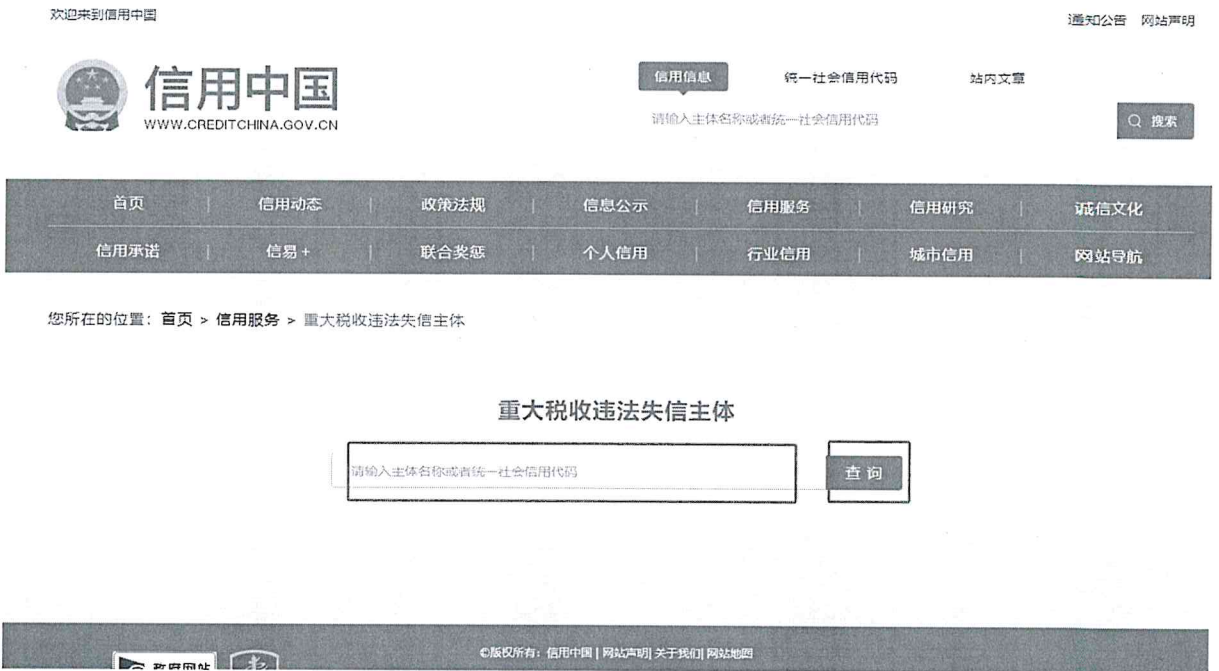 欢迎来到信用中国
通知公告 网站声明
信用中国
WWW.CREDITCHINA.GOV.CN
信用信息 统一社会信用代码 站内文章
请输入主体名称或者统一社会信用代码
搜索
首页 | 信用动态 | 政策法规 | 信息公示 | 信用服务 | 信用研究 | 诚信文化
信用承诺 | 信易+ | 联合奖惩 | 个人信用 | 行业信用 | 城市信用 | 网站导航
您所在的位置：首页 > 信用服务 > 重大税收违法失信主体
重大税收违法失信主体
请输入主体名称或者统一社会信用代码
查询
©版权所有：信用中国 | 网站声明| 关于我们| 网站地图
政府网站